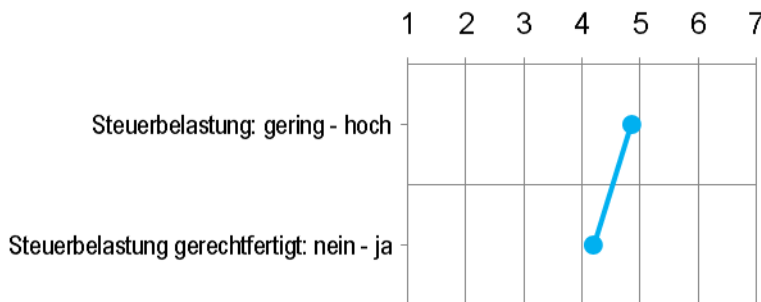 1 2 3 4 5 6 7
Steuerbelastung: gering - hoch
Steuerbelastung gerechtfertigt: nein - ja